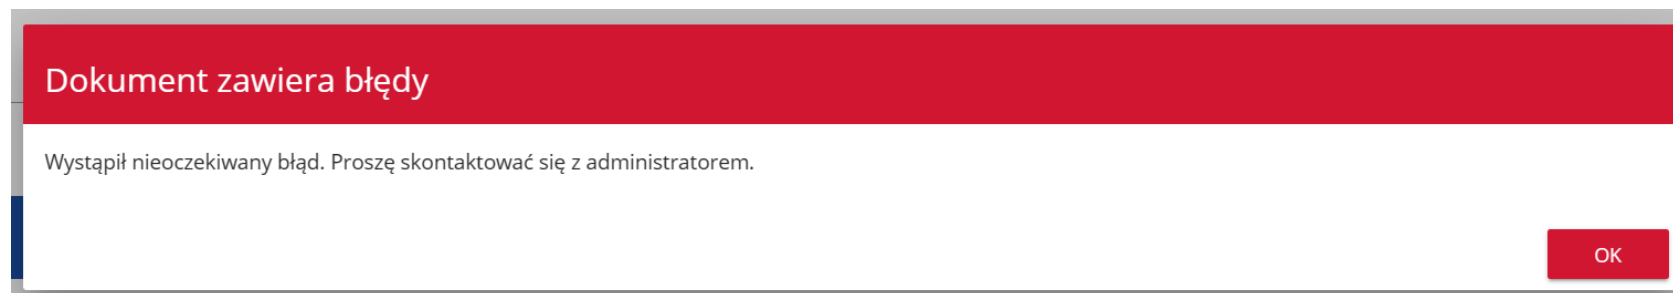 Dokument zawiera błędy
Wystąpił nieoczekiwany błąd. Proszę skontaktować się z administratorem.
OK